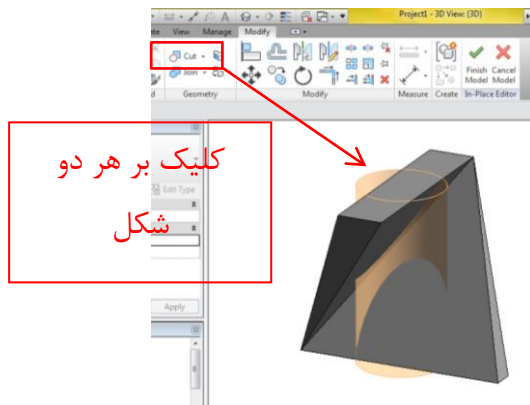 Project1 - 3D View: {3D}
View Manage Modify
Cut
Join
Finish Cancel
Model Model
Geometry Modify Measure Create In-Place Editor
کلیک بر هر دو
شکل
Edit Type
Apply